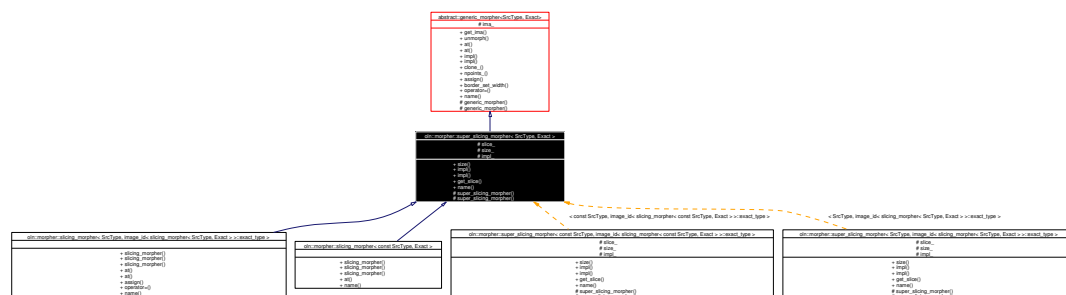 abstract::generic_morpher<SrcType, Exact>
# ima_
+ get_ima()
+ unmorph()
+ at()
+ at()
+ impl()
+ impl()
+ clone_()
+ npoints_()
+ assign()
+ border_set_width()
+ operator=()
+ name()
# generic_morpher()
# generic_morpher()
oln::morpher::super_slicing_morpher< SrcType, Exact >
# slice_
# size_
# impl_
+ size()
+ impl()
+ impl()
+ get_slice()
+ name()
# super_slicing_morpher()
# super_slicing_morpher()
< const SrcType, image_id< slicing_morpher< const SrcType, Exact > >::exact_type >
< SrcType, image_id< slicing_morpher< SrcType, Exact > >::exact_type >
oln::morpher::slicing_morpher< SrcType, image_id< slicing_morpher< SrcType, Exact > >::exact_type >
+ slicing_morpher()
+ slicing_morpher()
+ slicing_morpher()
+ at()
+ at()
+ assign()
+ operator=()
+ name()
oln::morpher::slicing_morpher< const SrcType, Exact >
+ slicing_morpher()
+ slicing_morpher()
+ slicing_morpher()
+ at()
+ name()
oln::morpher::super_slicing_morpher< const SrcType, image_id< slicing_morpher< const SrcType, Exact > >::exact_type >
# slice_
# size_
# impl_
+ size()
+ impl()
+ impl()
+ get_slice()
+ name()
# super_slicing_morpher()
oln::morpher::super_slicing_morpher< SrcType, image_id< slicing_morpher< SrcType, Exact > >::exact_type >
# slice_
# size_
# impl_
+ size()
+ impl()
+ impl()
+ get_slice()
+ name()
# super_slicing_morpher()